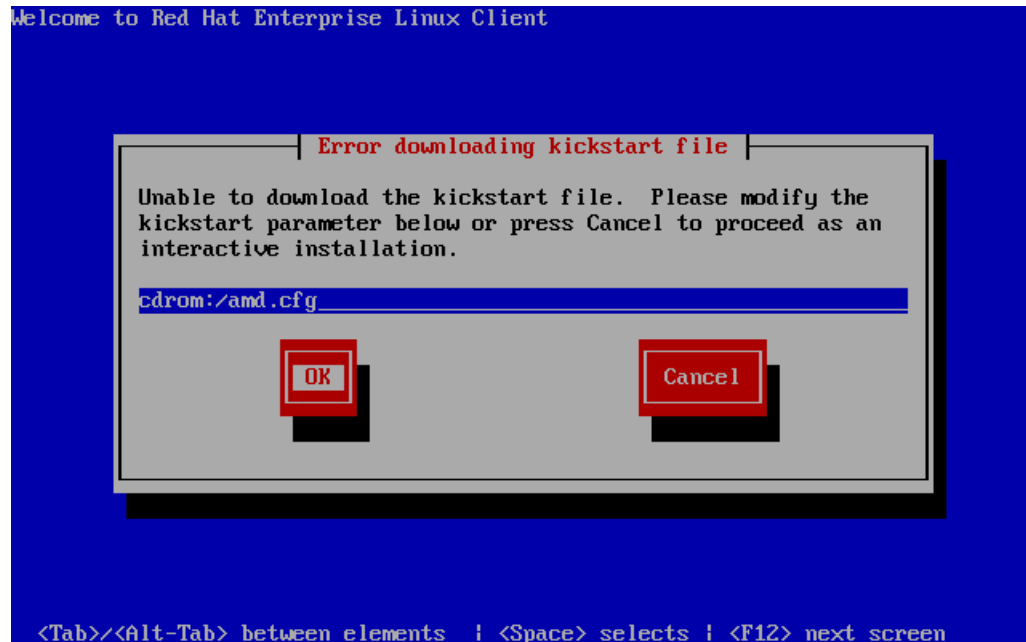 Welcome to Red Hat Enterprise Linux Client
Error downloading kickstart file
Unable to download the kickstart file. Please modify the
kickstart parameter below or press Cancel to proceed as an
interactive installation.
cdrom:/amd.cfg
OK Cancel
<Tab>/<Alt-Tab> between elements | <Space> selects | <F12> next screen